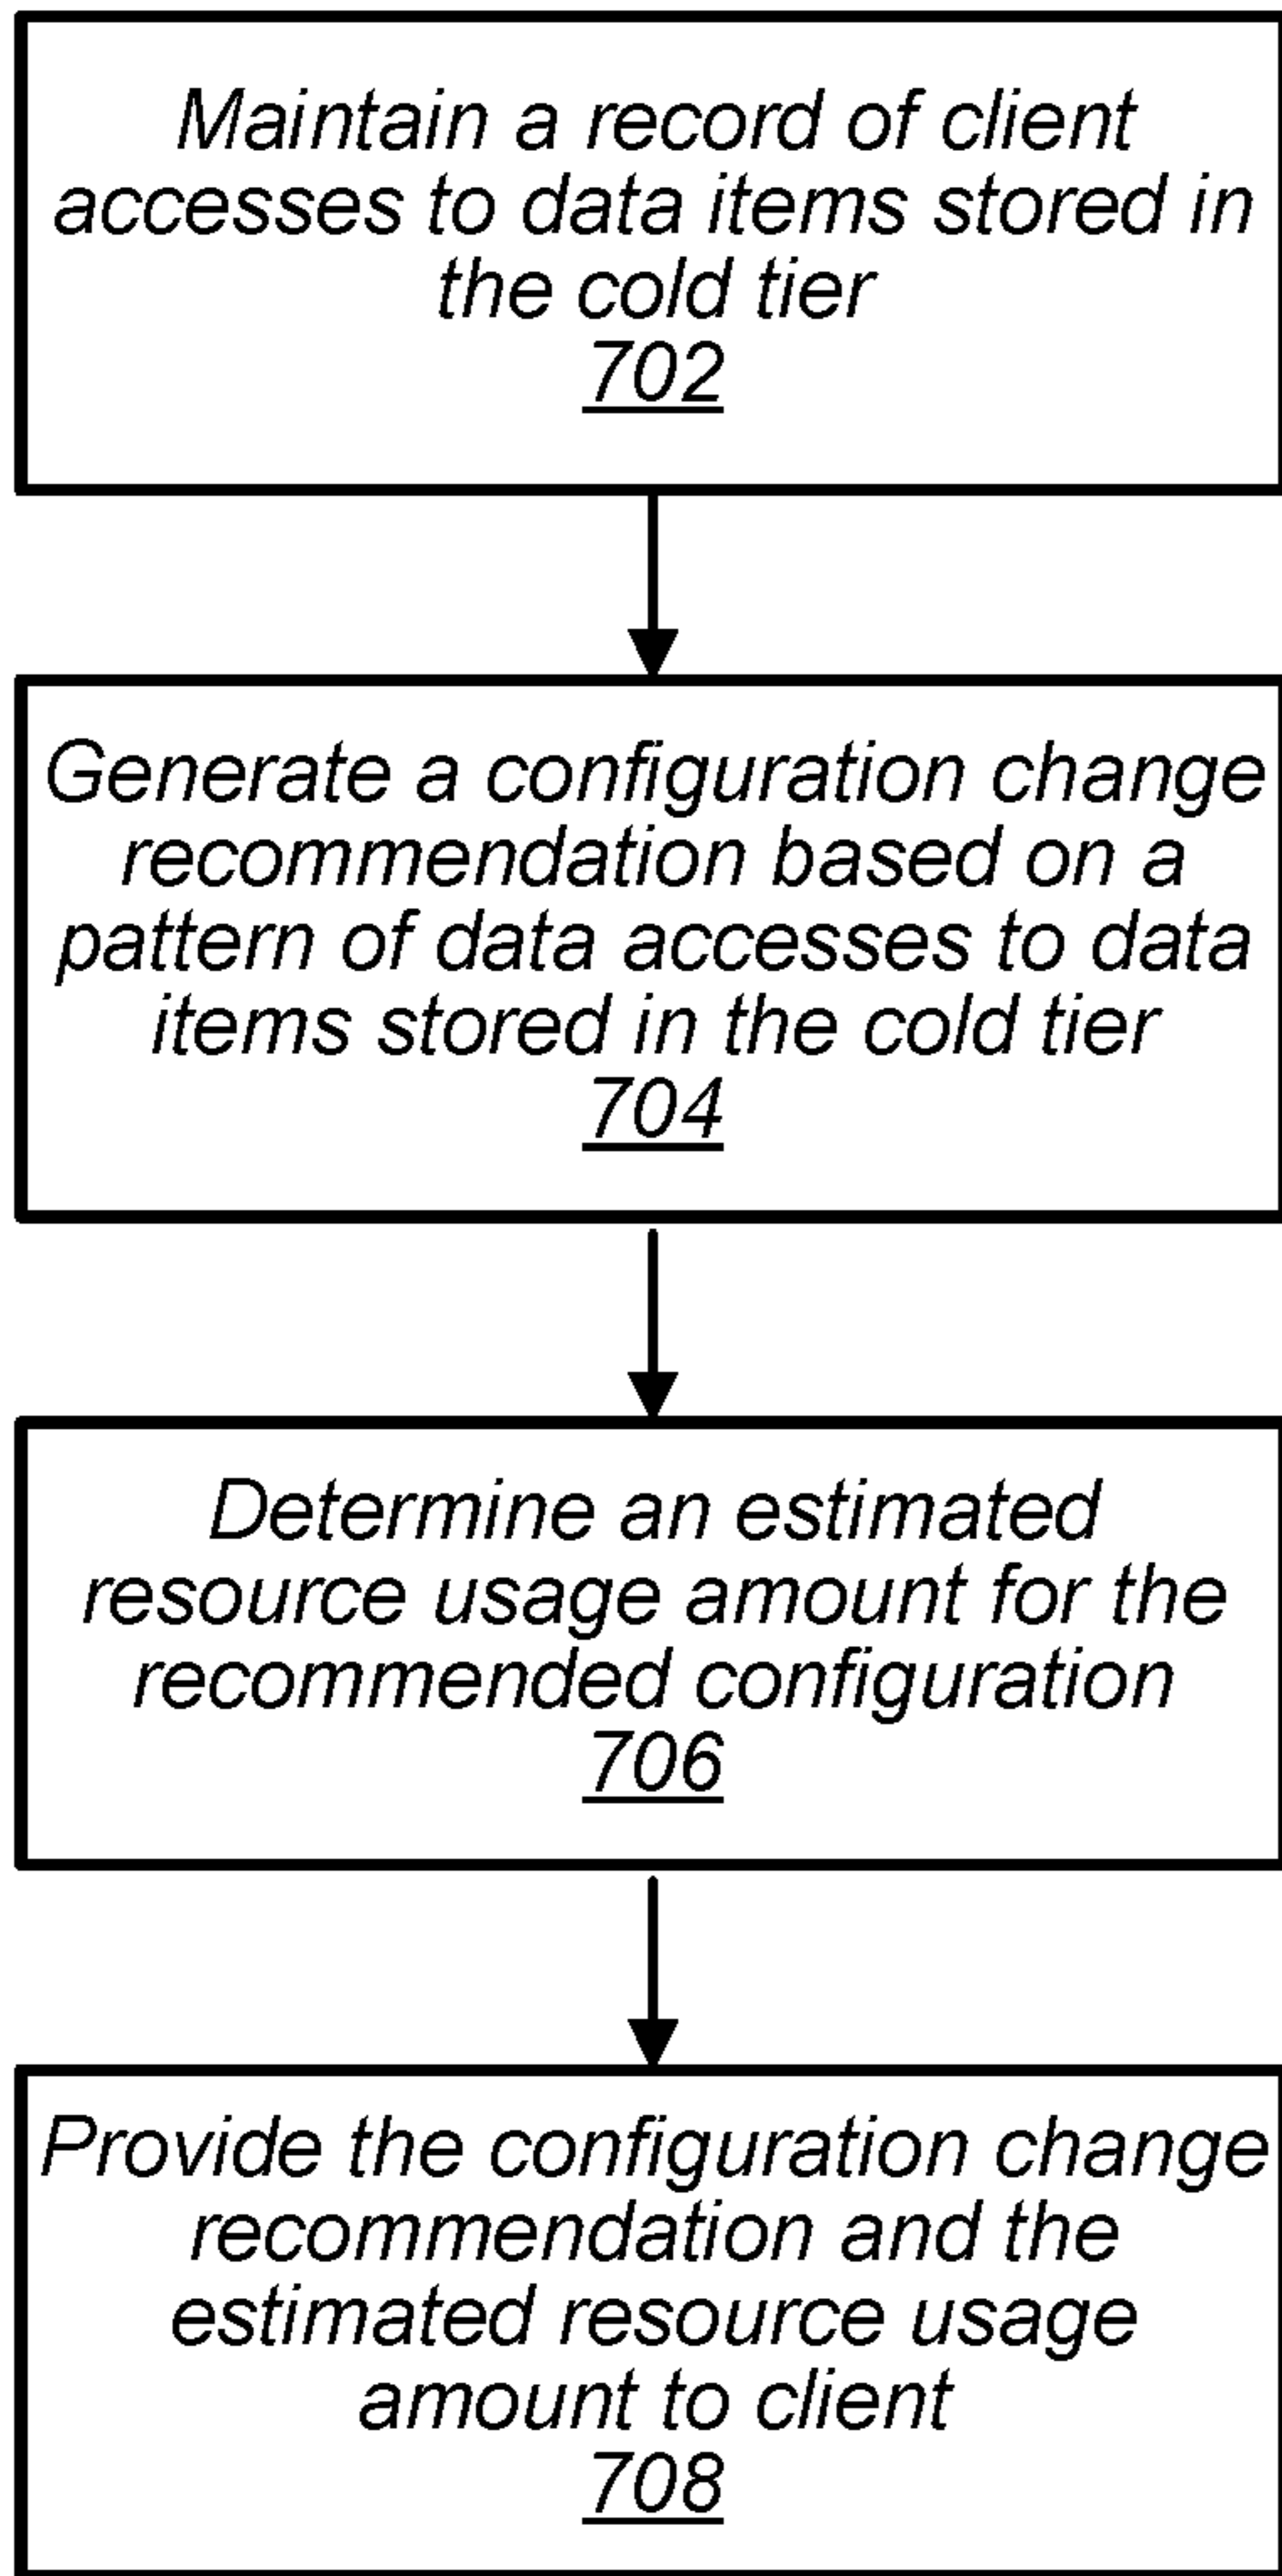 Maintain a record of client
accesses to data items stored in
the cold tier
702
Generate a configuration change
recommendation based on a
pattern of data accesses to data
items stored in the cold tier
704
Determine an estimated
resource usage amount for the
recommended configuration
706
Provide the configuration change
recommendation and the
estimated resource usage
amount to client
708